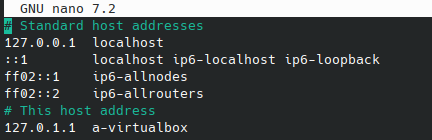 GNU nano 7.2
# Standard host addresses
127.0.0.1  localhost
::1        localhost ip6-localhost ip6-loopback
ff02::1    ip6-allnodes
ff02::2    ip6-allrouters
# This host address
127.0.1.1  a-virtualbox